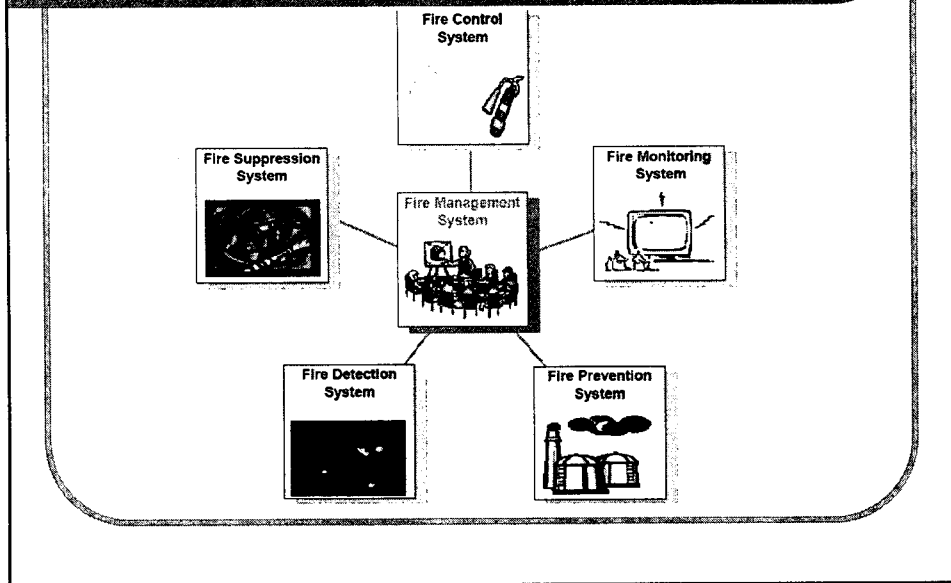 Fire Control
System
Fire Suppression
System
Fire Monitoring
System
Fire Management
System
Fire Detection
System
Fire Prevention
System